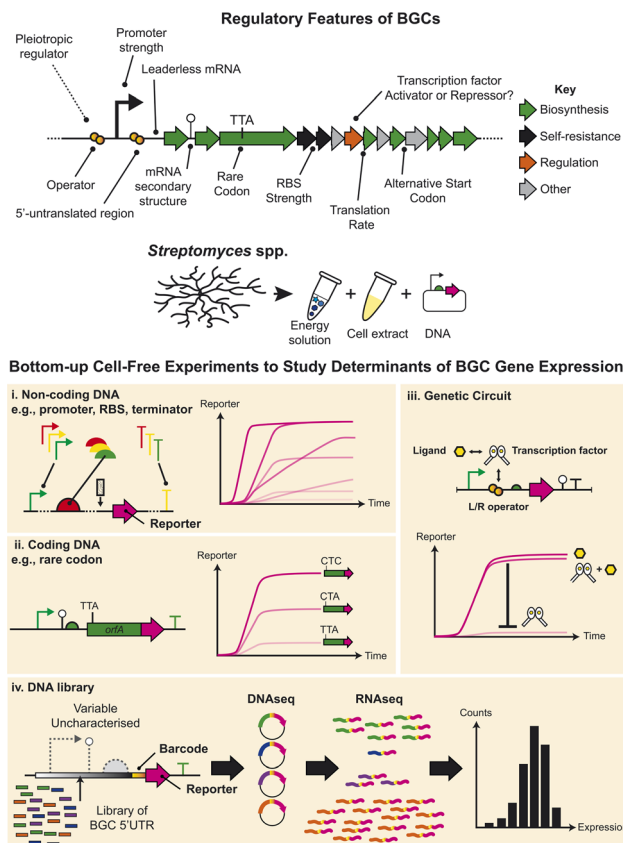 Regulatory Features of BGCs
Pleiotropic
regulator
Promoter
strength
Leaderless mRNA
Transcription factor
Activator or Repressor?
TTA
Operator
5'-untranslated region
mRNA
secondary
structure
Rare
Codon
RBS
Strength
Translation
Rate
Alternative Start
Codon
Key
Biosynthesis
Self-resistance
Regulation
Other
Streptomyces spp.
+
+
Energy
solution
Cell extract
DNA
Bottom-up Cell-Free Experiments to Study Determinants of BGC Gene Expression
i. Non-coding DNA
e.g., promoter, RBS, terminator
Reporter
Reporter
Time
ii. Coding DNA
e.g., rare codon
TTA
orfA
Reporter
CTC
CTA
TTA
Time
iii. Genetic Circuit
Ligand
Transcription factor
L/R operator
Reporter
+
Time
iv. DNA library
Variable
Uncharacterised
Barcode
Reporter
Library of
BGC 5'UTR
DNAseq
RNAseq
Counts
Expression